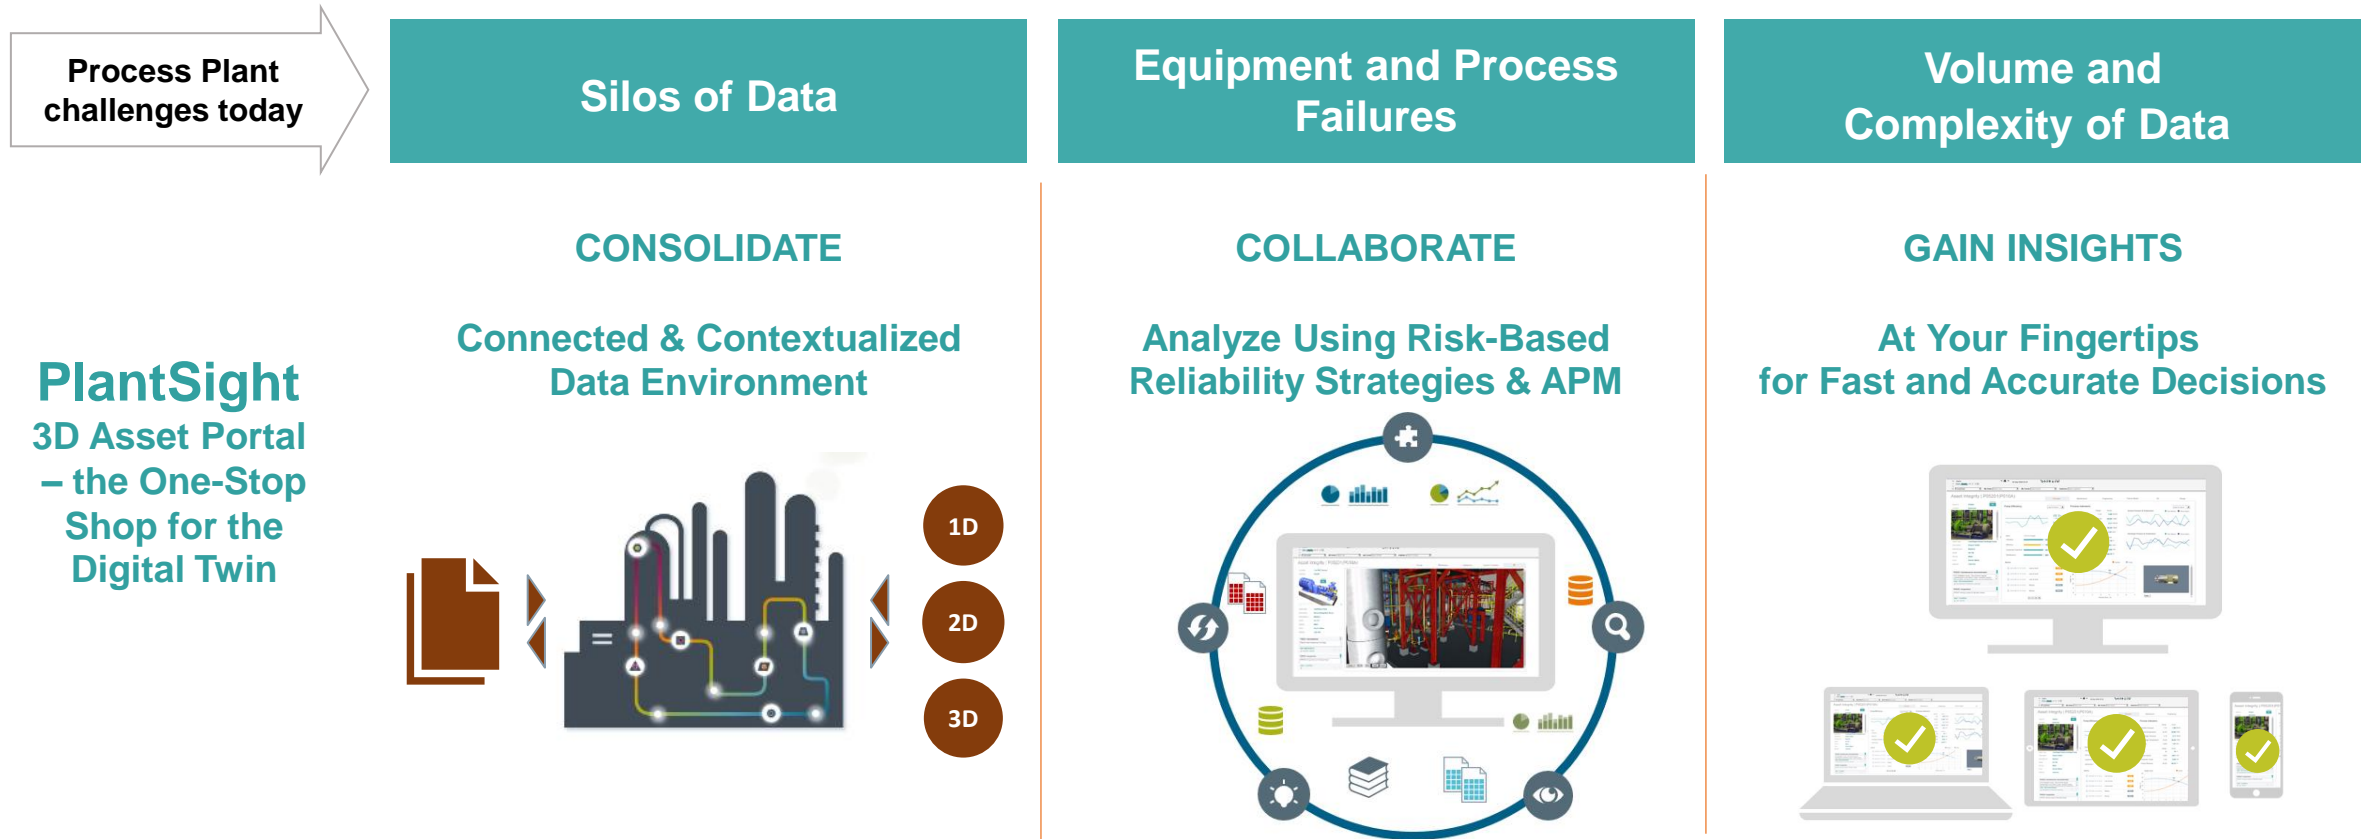 Process Plant
challenges today
Silos of Data
Equipment and Process
Failures
Volume and
Complexity of Data
PlantSight
3D Asset Portal
– the One-Stop
Shop for the
Digital Twin
CONSOLIDATE
Connected & Contextualized
Data Environment
1D
2D
3D
COLLABORATE
Analyze Using Risk-Based
Reliability Strategies & APM
GAIN INSIGHTS
At Your Fingertips
for Fast and Accurate Decisions